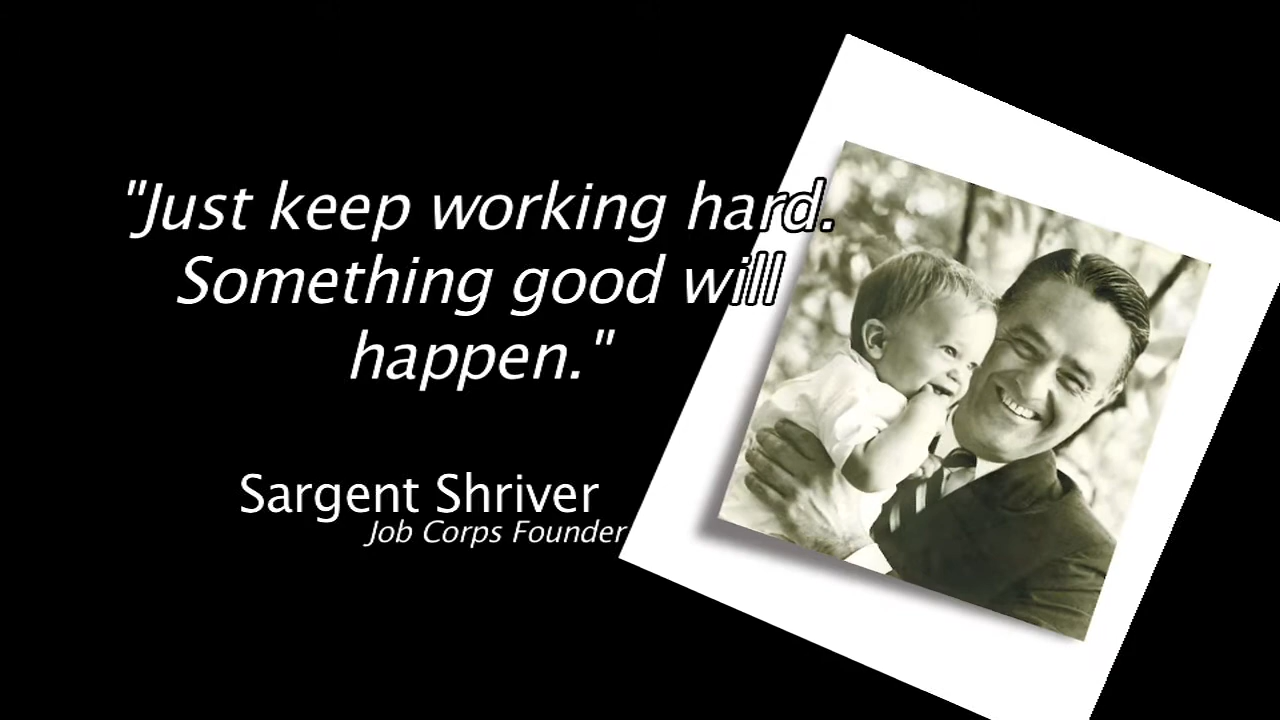 "Just keep working hard.
Something good will
happen."
Sargent Shriver
Job Corps Founder